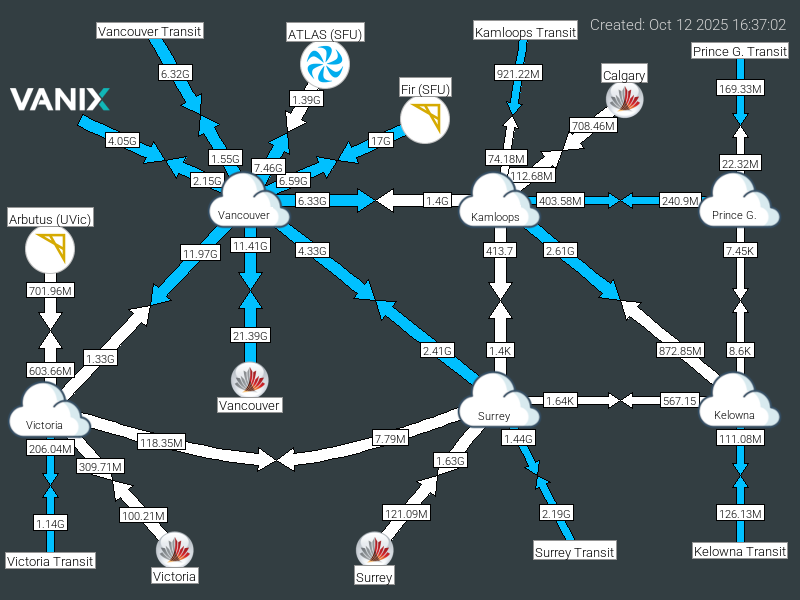 Created: Oct 12 2025 16:37:02
Vancouver Transit
ATLAS (SFU)
Kamloops Transit
Prince G. Transit
6.32G
921.22M
Calgary
VANIX
1.39G
Fir (SFU)
169.33M
4.05G
17G
708.46M
1.55G
7.46G
74.18M
22.32M
2.15G
6.59G
112.68M
6.33G
1.4G
403.58M
240.9M
Vancouver
Kamloops
Prince G.
Arbutus (UVic)
11.97G
11.41G
4.33G
413.7
2.61G
7.45K
701.96M
21.39G
1.33G
2.41G
1.4K
872.85M
8.6K
603.66M
Vancouver
1.64K
567.15
Victoria
Surrey
Kelowna
206.04M
118.35M
7.79M
1.44G
111.08M
309.71M
1.63G
1.14G
100.21M
121.09M
2.19G
126.13M
Victoria Transit
Victoria
Surrey
Surrey Transit
Kelowna Transit